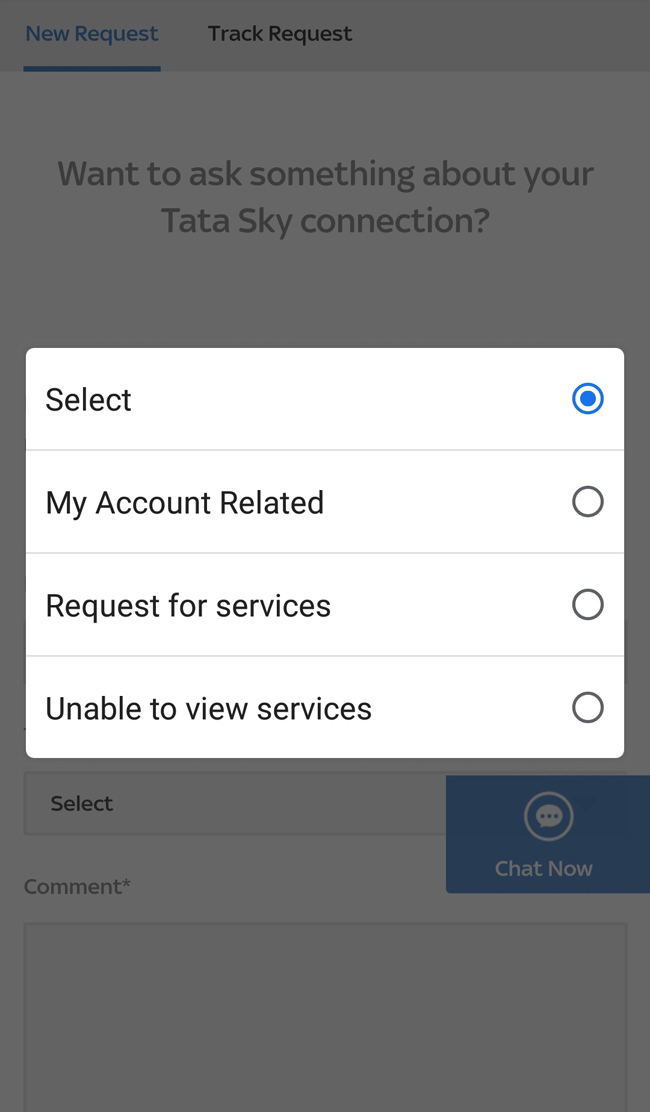 New Request
Track Request
Want to ask something about your
Tata Sky connection?
Select
My Account Related
Request for services
Unable to view services
Select
Chat Now
Comment*